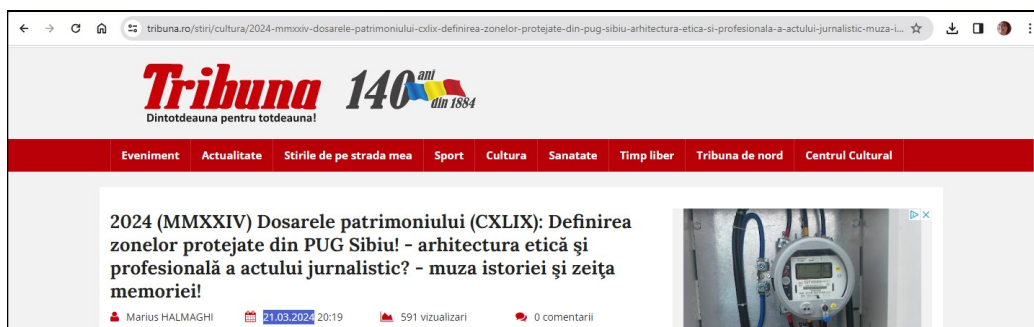 tribuna.ro/stiri/cultura/2024-mmxxiv-dosarele-patrimoniului-cxlix-definirea-zonelor-protejate-din-pug-sibiu-arhitectura-etica-si-profesionala-a-actului-jurnalistic-muza-i...
Tribuna
Dintotdeauna pentru totdeauna!
140 ani
din 1884
Eveniment Actualitate Stirile de pe strada mea Sport Cultura Sanatate Timp liber Tribuna de nord Centrul Cultural
2024 (MMXXIV) Dosarele patrimoniului (CXLIX): Definirea
zonelor protejate din PUG Sibiu! - arhitectura etică şi
profesională a actului jurnalistic? - muza istoriei şi zeiţa
memoriei!
Marius HALMAGHI 21.03.2024 20:19 591 vizualizari 0 comentarii